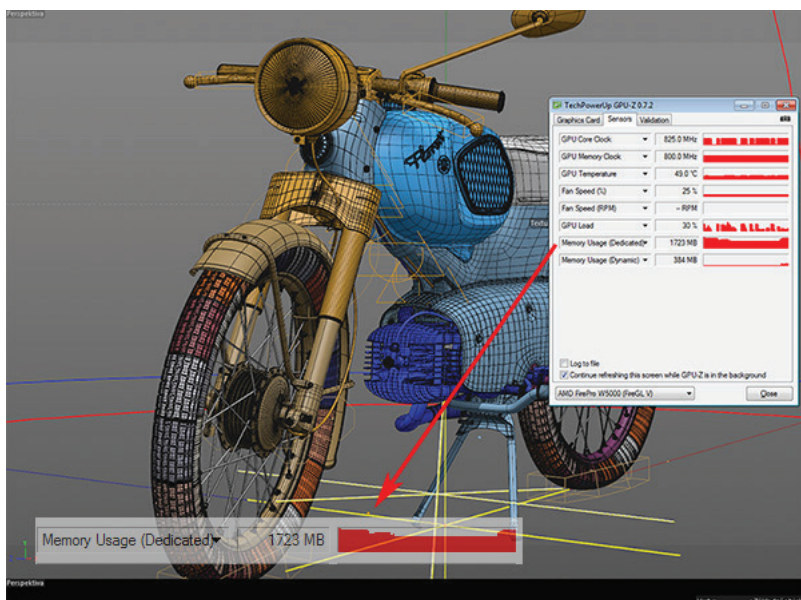 Perspektiva
TechPowerUp GPU-Z 0.7.2
Graphics Card Sensors Validation
GPU Core Clock 825.0 MHz
GPU Memory Clock 800.0 MHz
GPU Temperature 49.0 °C
Fan Speed (%) 25 %
Fan Speed (RPM) - RPM
GPU Load 30 %
Memory Usage (Dedicated) 1723 MB
Memory Usage (Dynamic) 384 MB
Log to file
Continue refreshing this screen while GPU-Z is in the background
AMD FirePro W5000 (FireGL V) Close
Memory Usage (Dedicated) 1723 MB
Perspektiva